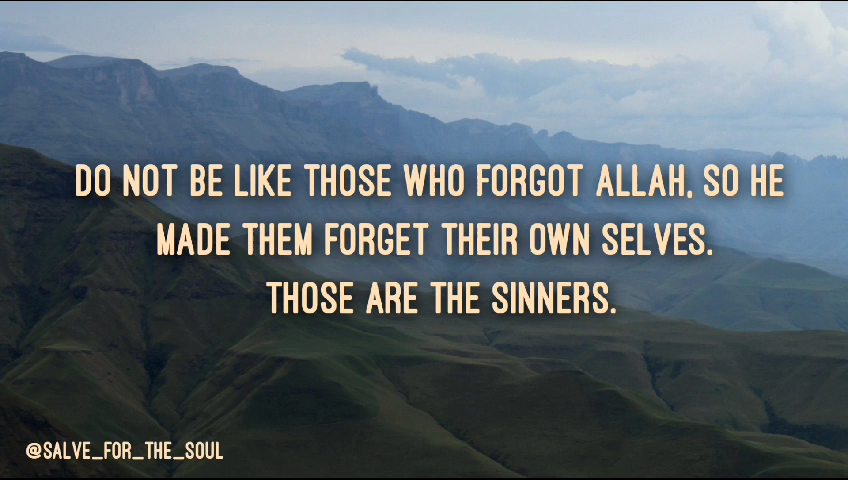 DO NOT BE LIKE THOSE WHO FORGOT ALLAH, SO HE
MADE THEM FORGET THEIR OWN SELVES.
THOSE ARE THE SINNERS.
@SALVE_FOR_THE_SOUL